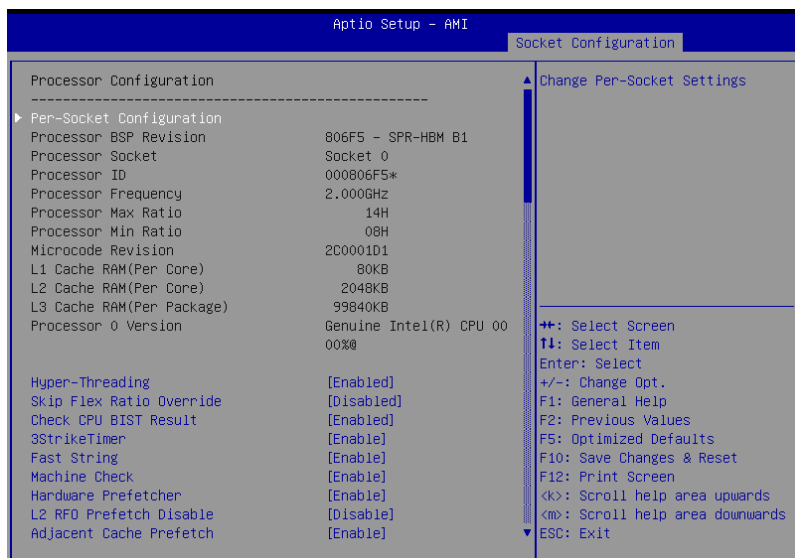 Aptio Setup - AMI
Socket Configuration
Processor Configuration
--------------------------------------------------
Per-Socket Configuration
Processor BSP Revision 806F5 - SPR-HBM B1
Processor Socket Socket 0
Processor ID 000806F5*
Processor Frequency 2.000GHz
Processor Max Ratio 14H
Processor Min Ratio 08H
Microcode Revision 2C0001D1
L1 Cache RAM(Per Core) 80KB
L2 Cache RAM(Per Core) 2048KB
L3 Cache RAM(Per Package) 99840KB
Processor 0 Version Genuine Intel(R) CPU 00
00%@
Hyper-Threading [Enabled]
Skip Flex Ratio Override [Disabled]
Check CPU BIST Result [Enabled]
3StrikeTimer [Enable]
Fast String [Enable]
Machine Check [Enable]
Hardware Prefetcher [Enable]
L2 RFO Prefetch Disable [Disable]
Adjacent Cache Prefetch [Enable]
Change Per-Socket Settings
→←: Select Screen
↑↓: Select Item
Enter: Select
+/-: Change Opt.
F1: General Help
F2: Previous Values
F5: Optimized Defaults
F10: Save Changes & Reset
F12: Print Screen
<k>: Scroll help area upwards
<m>: Scroll help area downwards
ESC: Exit